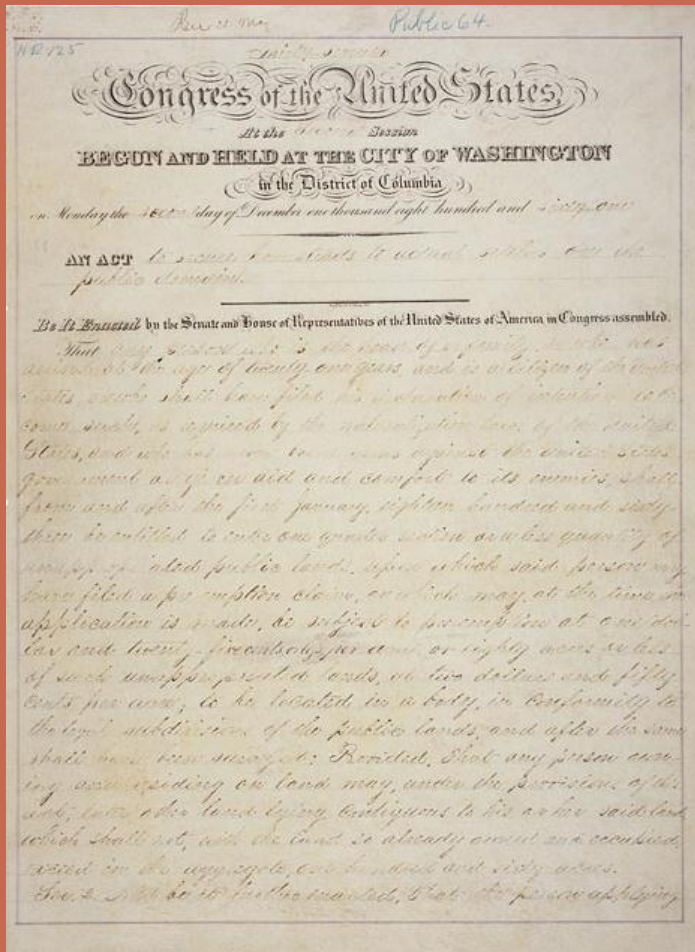 Public 64.
HR 125
Congress of the United States,
At the Second Session
BEGUN AND HELD AT THE CITY OF WASHINGTON
in the District of Columbia
on Monday the second day of December one thousand eight hundred and sixty-one
AN ACT to secure homesteads to actual settlers on the
public domain.
Be It Enacted by the Senate and House of Representatives of the United States of America in Congress assembled,
That any person who is the head of a family, or who has
arrived at the age of twenty one years, and is a citizen of the United
States, or who shall have filed his declaration of intention to be-
come such, as required by the naturalization laws of the United
States, and who has never borne arms against the United States
government or given aid and comfort to its enemies, shall
from and after the first January, eighteen hundred and sixty
three be entitled to enter one quarter section or a less quantity of
unappropriated public lands, upon which said person may
have filed a preemption claim, or which may, at the time the
application is made, be subject to preemption at one dol-
lar and twenty-five cents, per acre, or eighty acres or less
of such unappropriated lands, at two dollars and fifty
cents per acre, to be located in a body, in conformity to
the legal subdivisions of the public lands, and after the same
shall have been surveyed: Provided, That any person own-
ing and residing on land may, under the provisions of this
act, enter other land lying contiguous to his or her said land,
which shall not, with the land so already owned and occupied,
exceed in the aggregate, one hundred and sixty acres.
Sec. 2. And be it further enacted, That the person applying